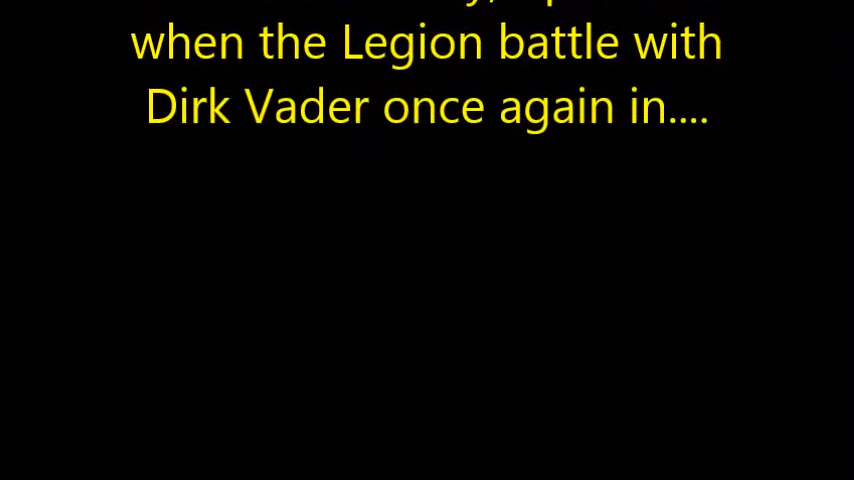 when the Legion battle with
Dirk Vader once again in....